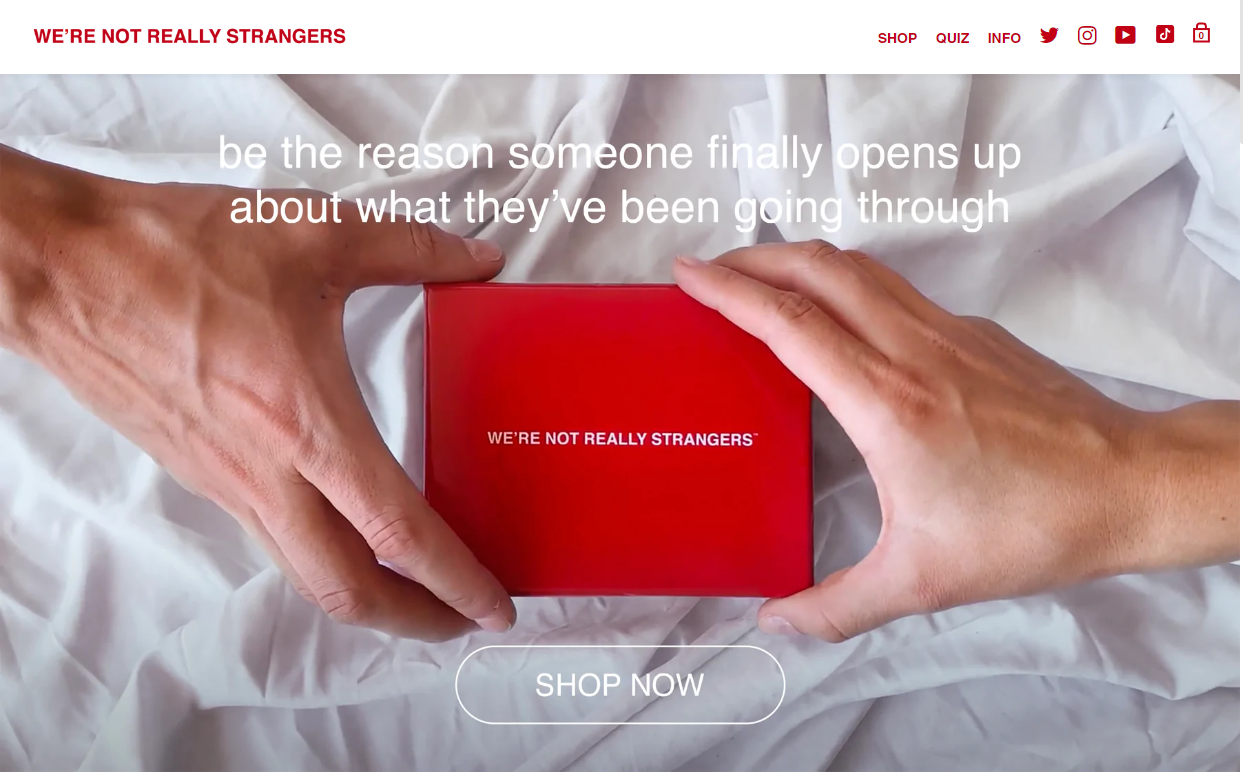 WE'RE NOT REALLY STRANGERS
SHOP QUIZ INFO 0
be the reason someone finally opens up
about what they've been going through
WE'RE NOT REALLY STRANGERS™
SHOP NOW